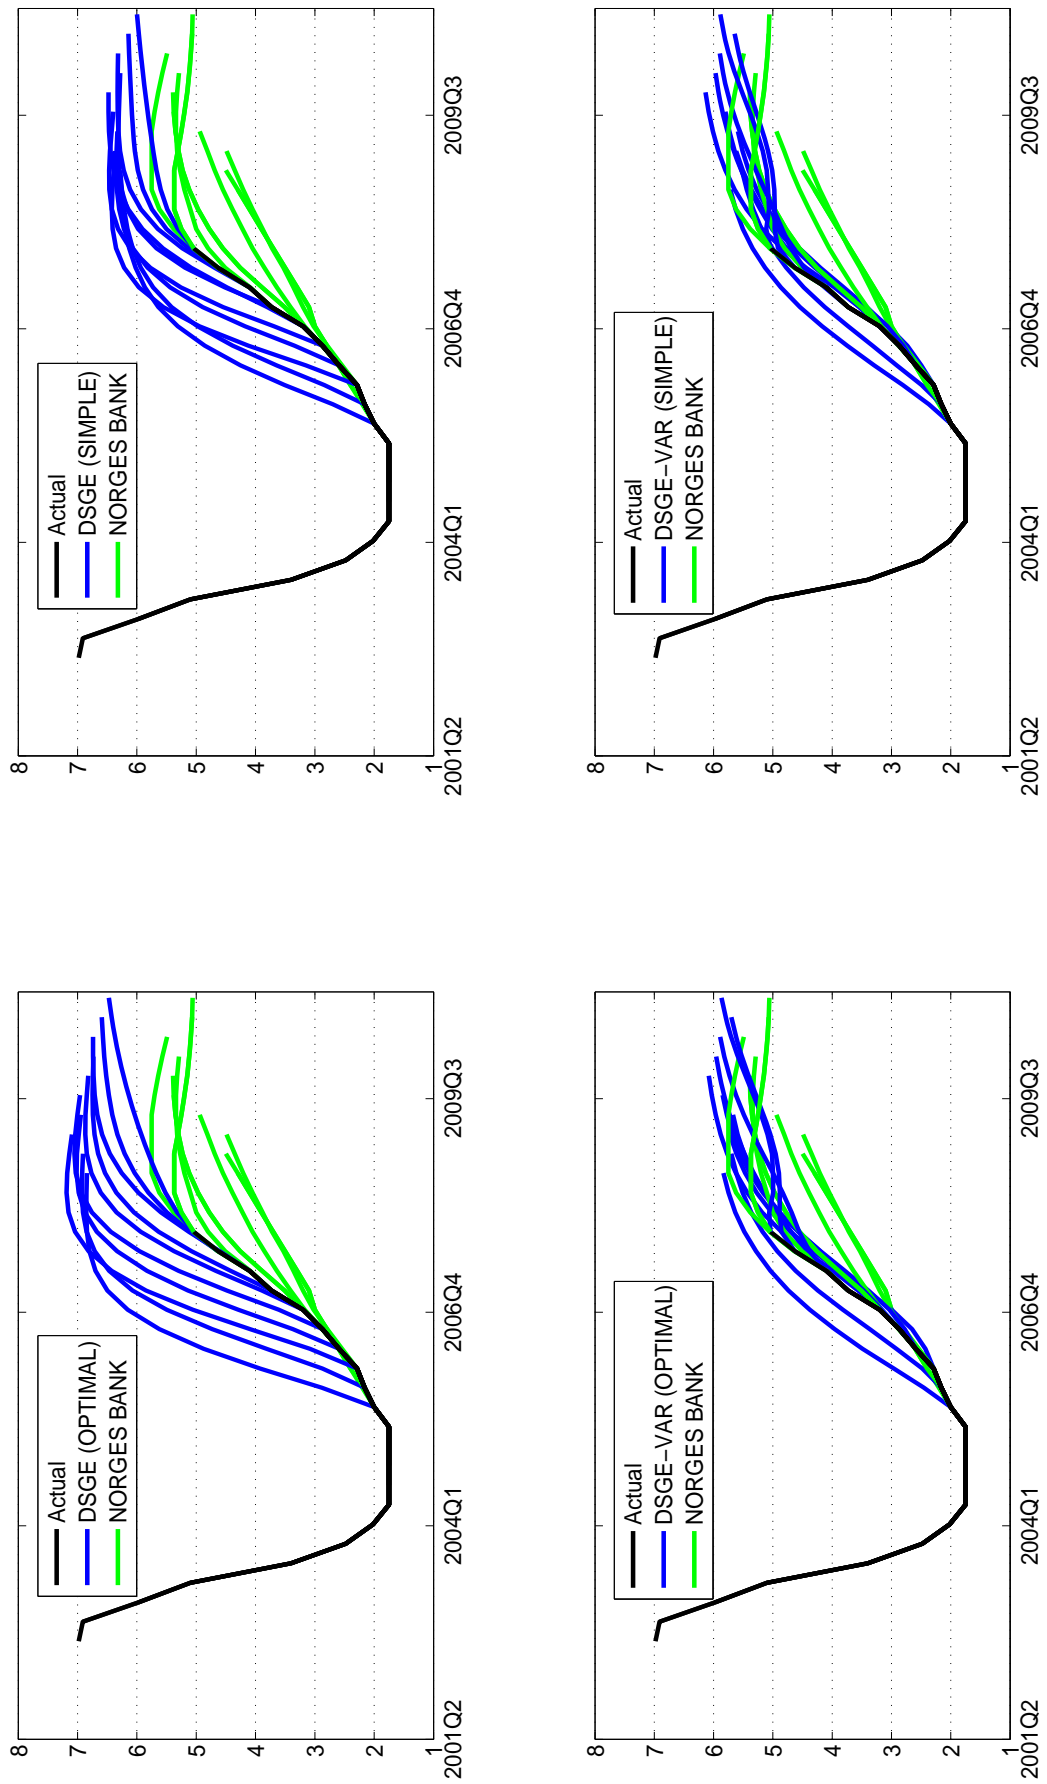 8
7
6
5
4
3
2
1
2001Q2
2004Q1
2006Q4
2009Q3
Actual
DSGE (OPTIMAL)
NORGES BANK
8
7
6
5
4
3
2
1
2001Q2
2004Q1
2006Q4
2009Q3
Actual
DSGE (SIMPLE)
NORGES BANK
8
7
6
5
4
3
2
1
2001Q2
2004Q1
2006Q4
2009Q3
Actual
DSGE−VAR (OPTIMAL)
NORGES BANK
8
7
6
5
4
3
2
1
2001Q2
2004Q1
2006Q4
2009Q3
Actual
DSGE−VAR (SIMPLE)
NORGES BANK